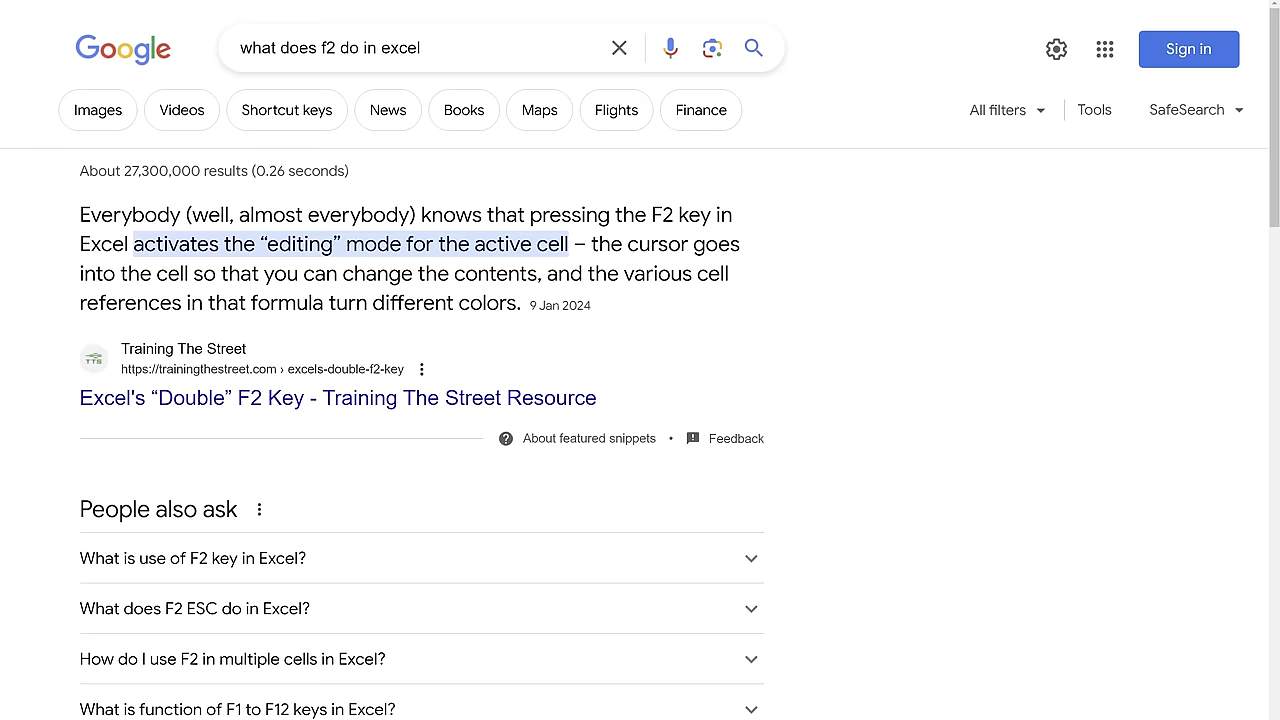 Google
what does f2 do in excel
Sign in
Images Videos Shortcut keys News Books Maps Flights Finance All filters Tools SafeSearch
About 27,300,000 results (0.26 seconds)
Everybody (well, almost everybody) knows that pressing the F2 key in
Excel activates the “editing” mode for the active cell – the cursor goes
into the cell so that you can change the contents, and the various cell
references in that formula turn different colors. 9 Jan 2024
TTS
Training The Street
https://trainingthestreet.com › excels-double-f2-key
Excel's “Double” F2 Key - Training The Street Resource
About featured snippets • Feedback
People also ask
What is use of F2 key in Excel?
What does F2 ESC do in Excel?
How do I use F2 in multiple cells in Excel?
What is function of F1 to F12 keys in Excel?